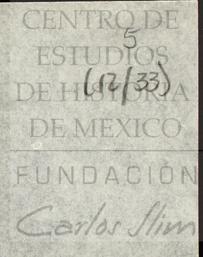 CENTRO DE
ESTUDIOS
5
(12/33)
DE HISTORIA
DE MEXICO
FUNDACIÓN
Carlos Slim